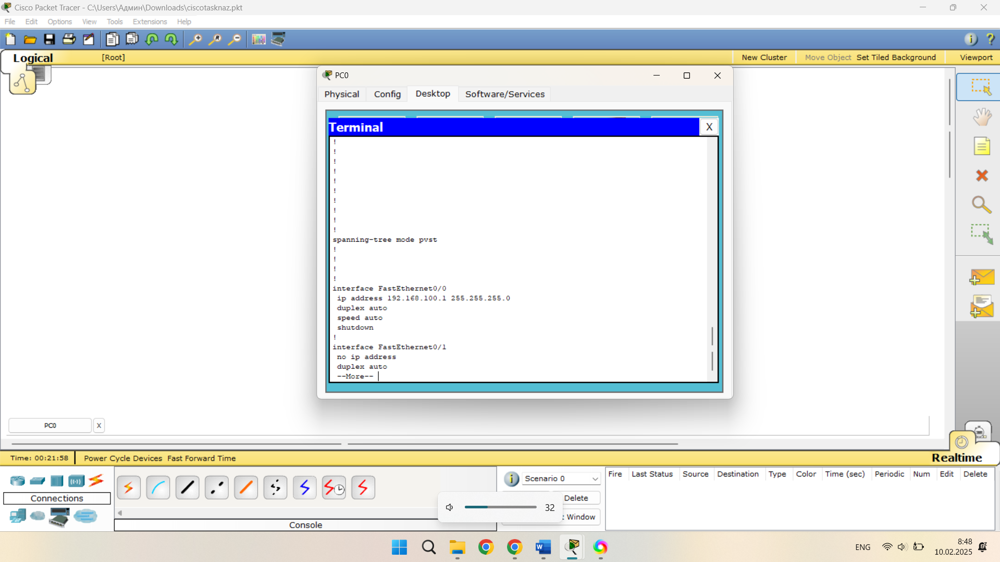 Cisco Packet Tracer - C:\Users\Админ\Downloads\ciscotasknaz.pkt
File Edit Options View Tools Extensions Help
Logical [Root] New Cluster Move Object Set Tiled Background Viewport
PC0
Physical Config Desktop Software/Services
Terminal X
!
!
!
!
!
!
!
!
!
!
spanning-tree mode pvst
!
!
!
!
interface FastEthernet0/0
ip address 192.168.100.1 255.255.255.0
duplex auto
speed auto
shutdown
!
interface FastEthernet0/1
no ip address
duplex auto
--More--
PC0 X
Time: 00:21:58 Power Cycle Devices Fast Forward Time Realtime
Connections
Console
Scenario 0
Delete
t Window
32
Fire Last Status Source Destination Type Color Time (sec) Periodic Num Edit Delete
ENG
8:48
10.02.2025